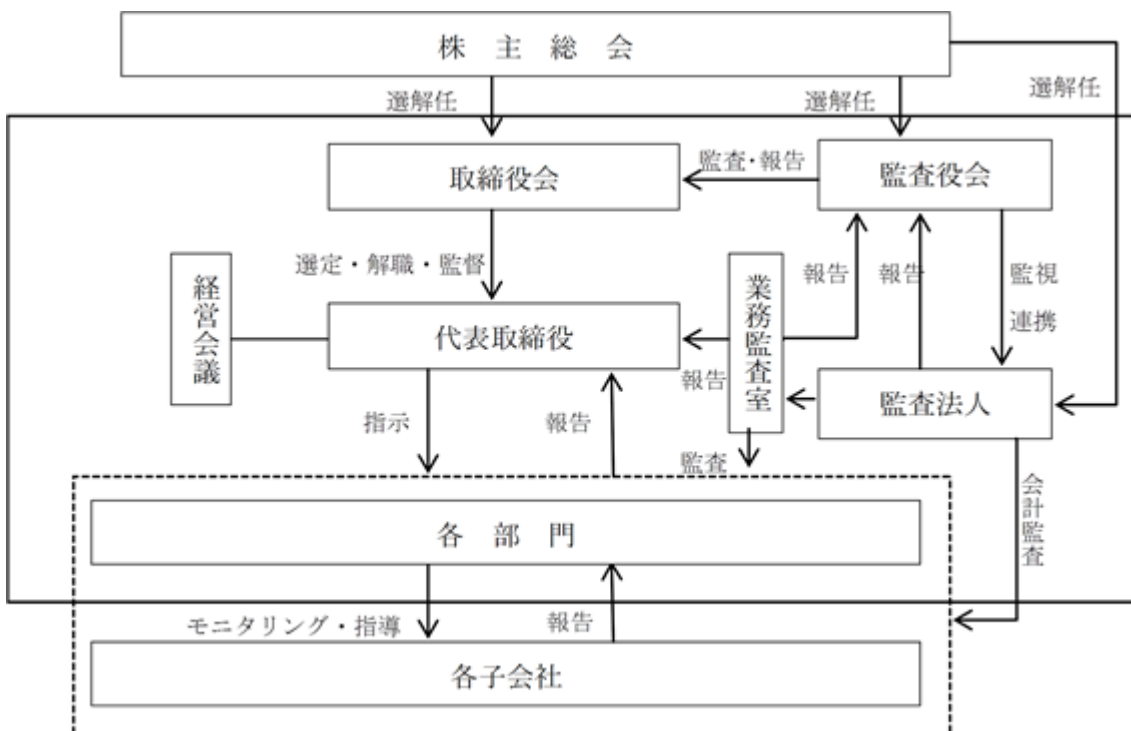 株 主 総 会
選解任
選解任
選解任
取締役会
監査・報告
監査役会
選定・解職・監督
経営会議
代表取締役
報告
業務監査室
報告
報告
監視
連携
監査法人
指示
報告
監査
会計監査
各 部 門
モニタリング・指導
報告
各子会社